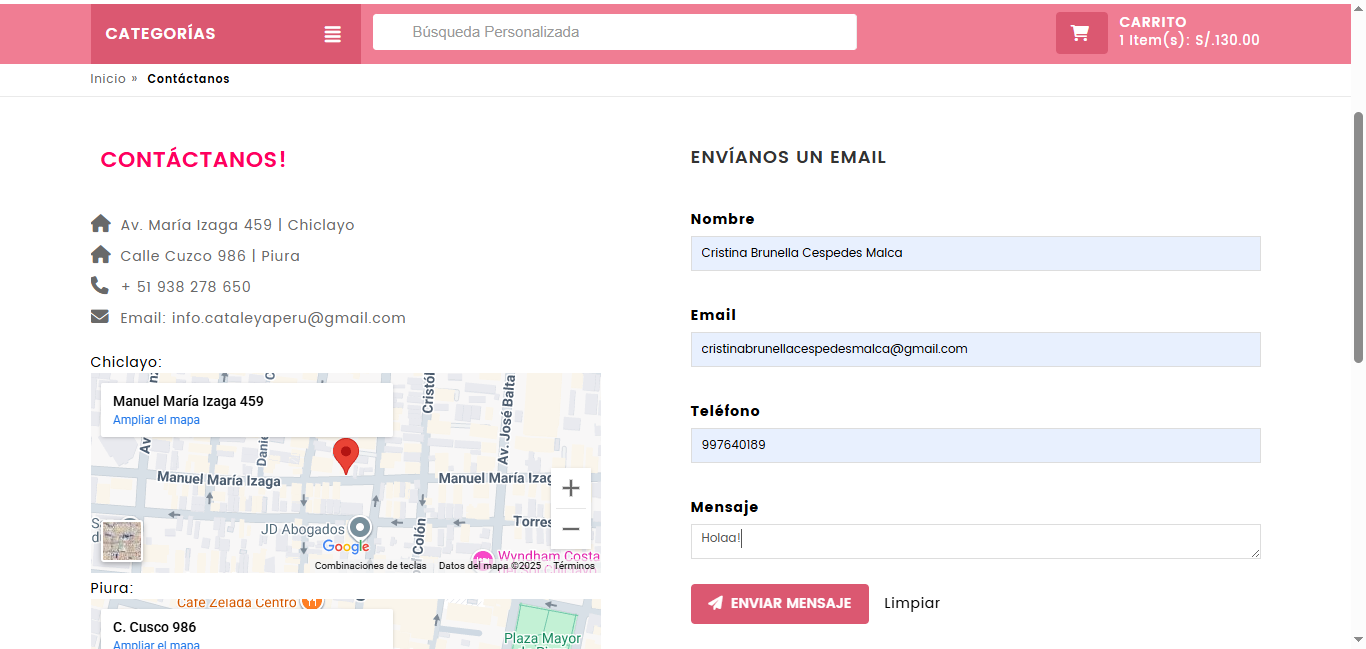 CATEGORÍAS
Búsqueda Personalizada
CARRITO
1 Item(s): S/.130.00
Inicio » Contáctanos
CONTÁCTANOS!
Av. María Izaga 459 | Chiclayo
Calle Cuzco 986 | Piura
+ 51 938 278 650
Email: info.cataleyaperu@gmail.com
Chiclayo:
Manuel María Izaga 459
Ampliar el mapa
Cristól
Av. José Balta
Av
Manuel María Izaga
Manuel María Izag
JD Abogados
Colón
Torres
Google
Wyndham Costa
Combinaciones de teclas
Datos del mapa ©2025
Términos
Piura:
Café Zelada Centro
C. Cusco 986
Ampliar el mapa
Plaza Mayor
ENVÍANOS UN EMAIL
Nombre
Cristina Brunella Cespedes Malca
Email
cristinabrunellacespedesmalca@gmail.com
Teléfono
997640189
Mensaje
Holaa!
ENVIAR MENSAJE
Limpiar